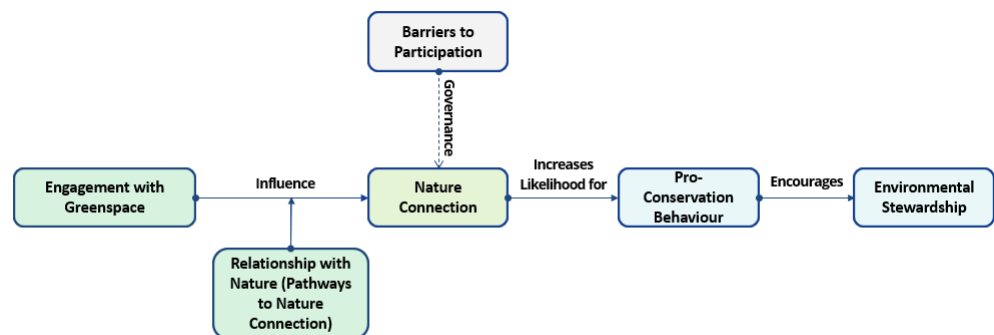 Barriers to
Participation
Governance
Engagement with
Greenspace
Influence
Nature
Connection
Increases
Likelihood for
Pro-
Conservation
Behaviour
Encourages
Environmental
Stewardship
Relationship with
Nature (Pathways
to Nature
Connection)